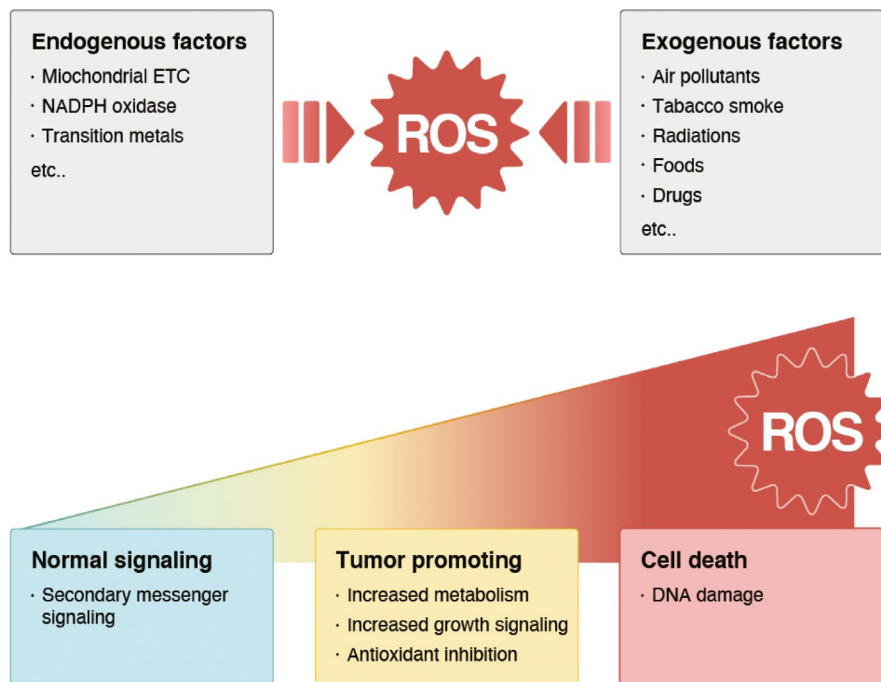 Endogenous factors
· Miochondrial ETC
· NADPH oxidase
· Transition metals
etc..
ROS
Exogenous factors
· Air pollutants
· Tabacco smoke
· Radiations
· Foods
· Drugs
etc..
ROS
Normal signaling
· Secondary messenger
signaling
Tumor promoting
· Increased metabolism
· Increased growth signaling
· Antioxidant inhibition
Cell death
· DNA damage